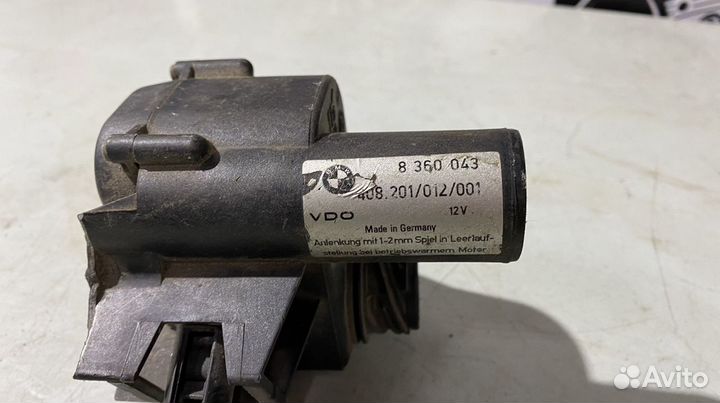 8 360 043
408.201/012/001
VDO 12V
Made in Germany
Anlenkung mit 1-2mm Spiel in Leerlauf-
stellung bei betriebswarmem Motor
Avito